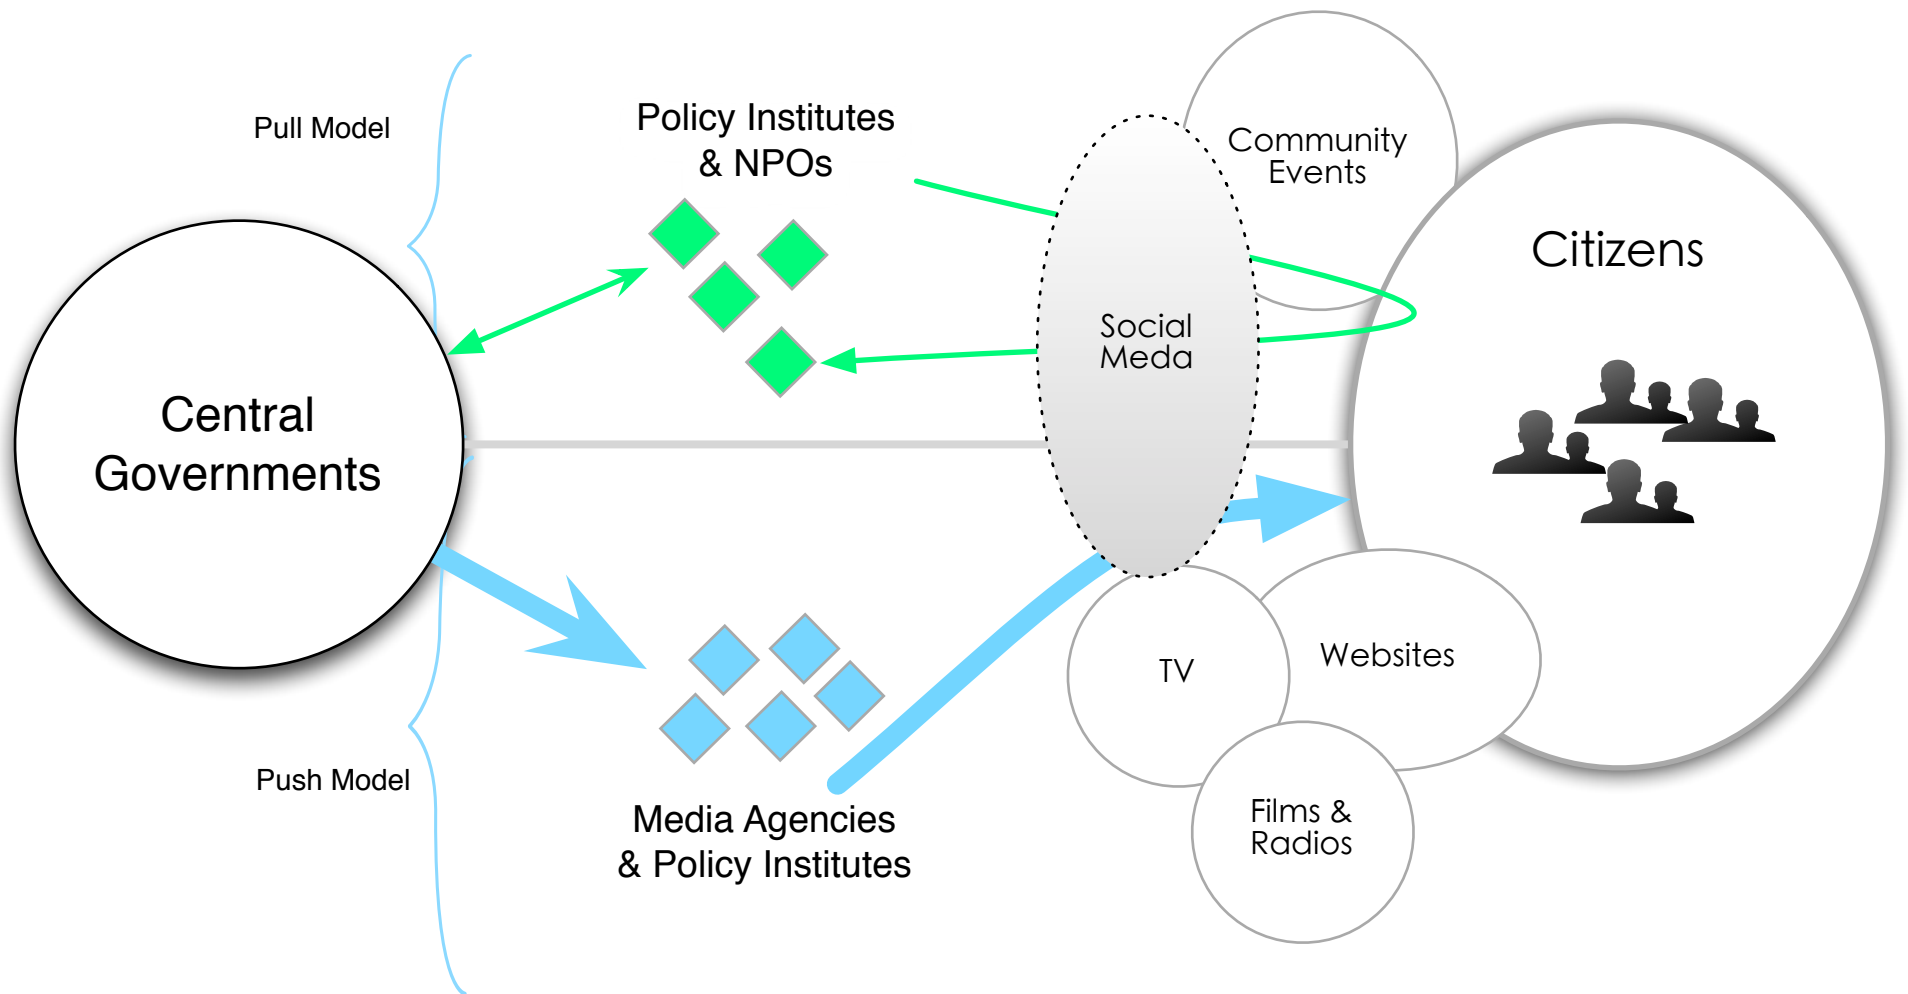 Pull Model
Policy Institutes
& NPOs
Community
Events
Citizens
Social
Meda
Central
Governments
TV
Websites
Push Model
Media Agencies
& Policy Institutes
Films &
Radios